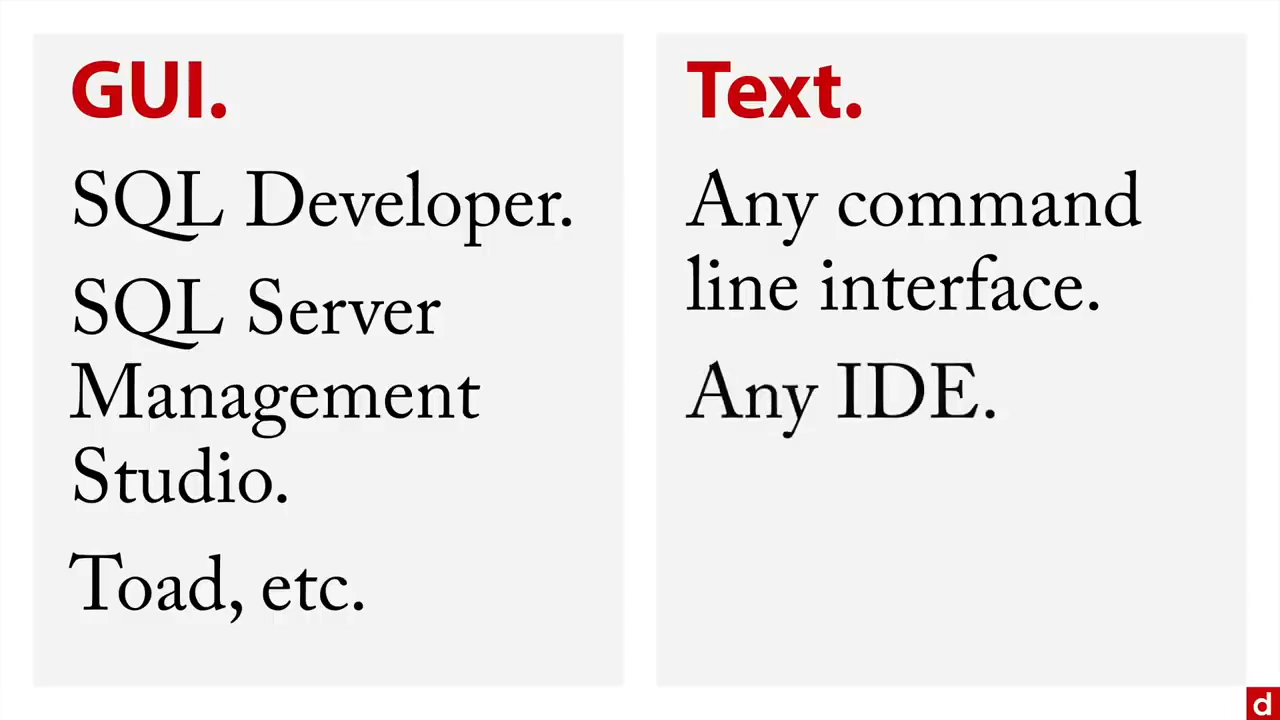 GUI.
SQL Developer.
SQL Server
Management
Studio.
Toad, etc.
Text.
Any command
line interface.
Any IDE.
d